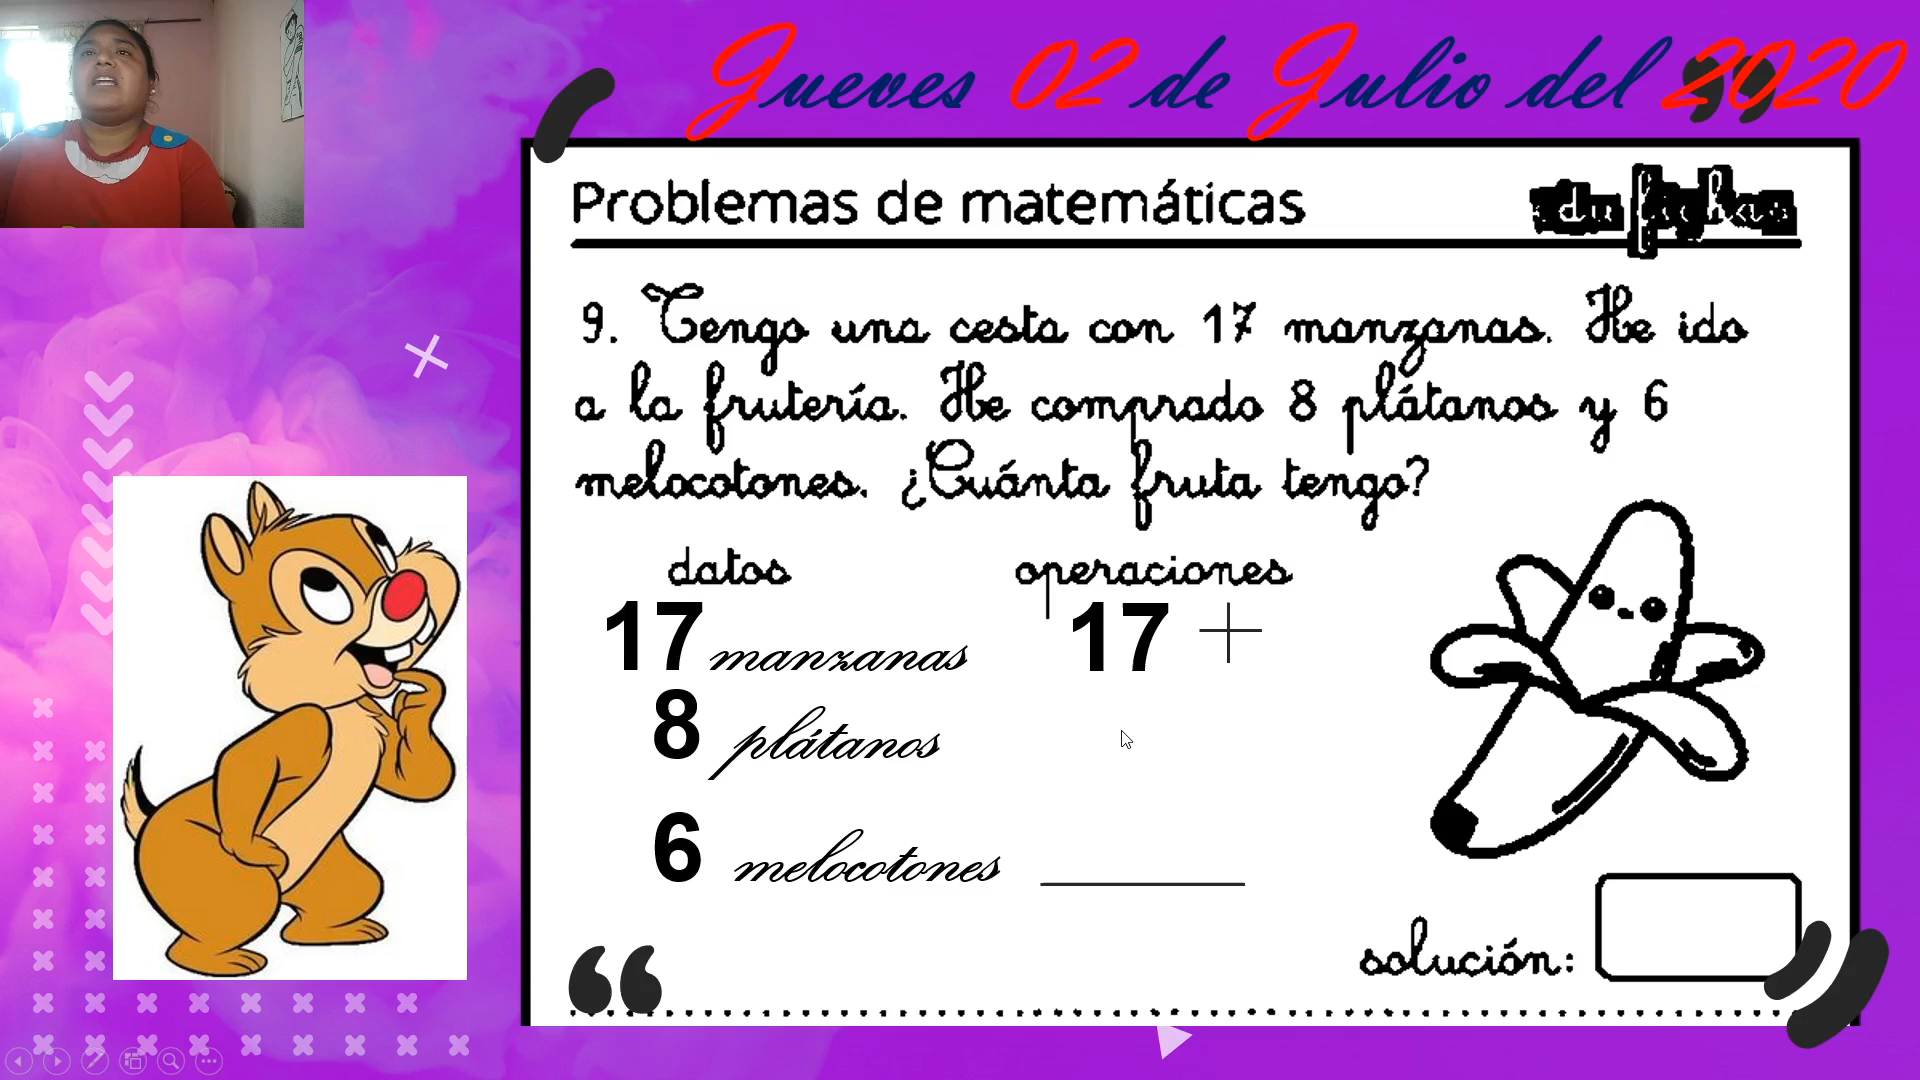 Jueves 02 de Julio del 2020
Problemas de matemáticas
9. Tengo una cesta con 17 manzanas. He ido
a la frutería. He comprado 8 plátanos y 6
melocotones. ¿Cuánta fruta tengo?
datos operaciones
17 manzanas 17 +
8 plátanos
6 melocotones
solución: